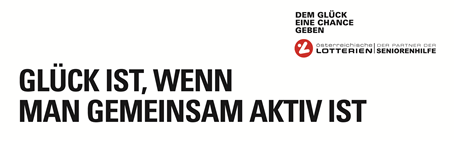 DEM GLÜCK
EINE CHANCE
GEBEN
österreichische | DER PARTNER DER
LOTTERIEN | SENIORENHILFE
GLÜCK IST, WENN
MAN GEMEINSAM AKTIV IST